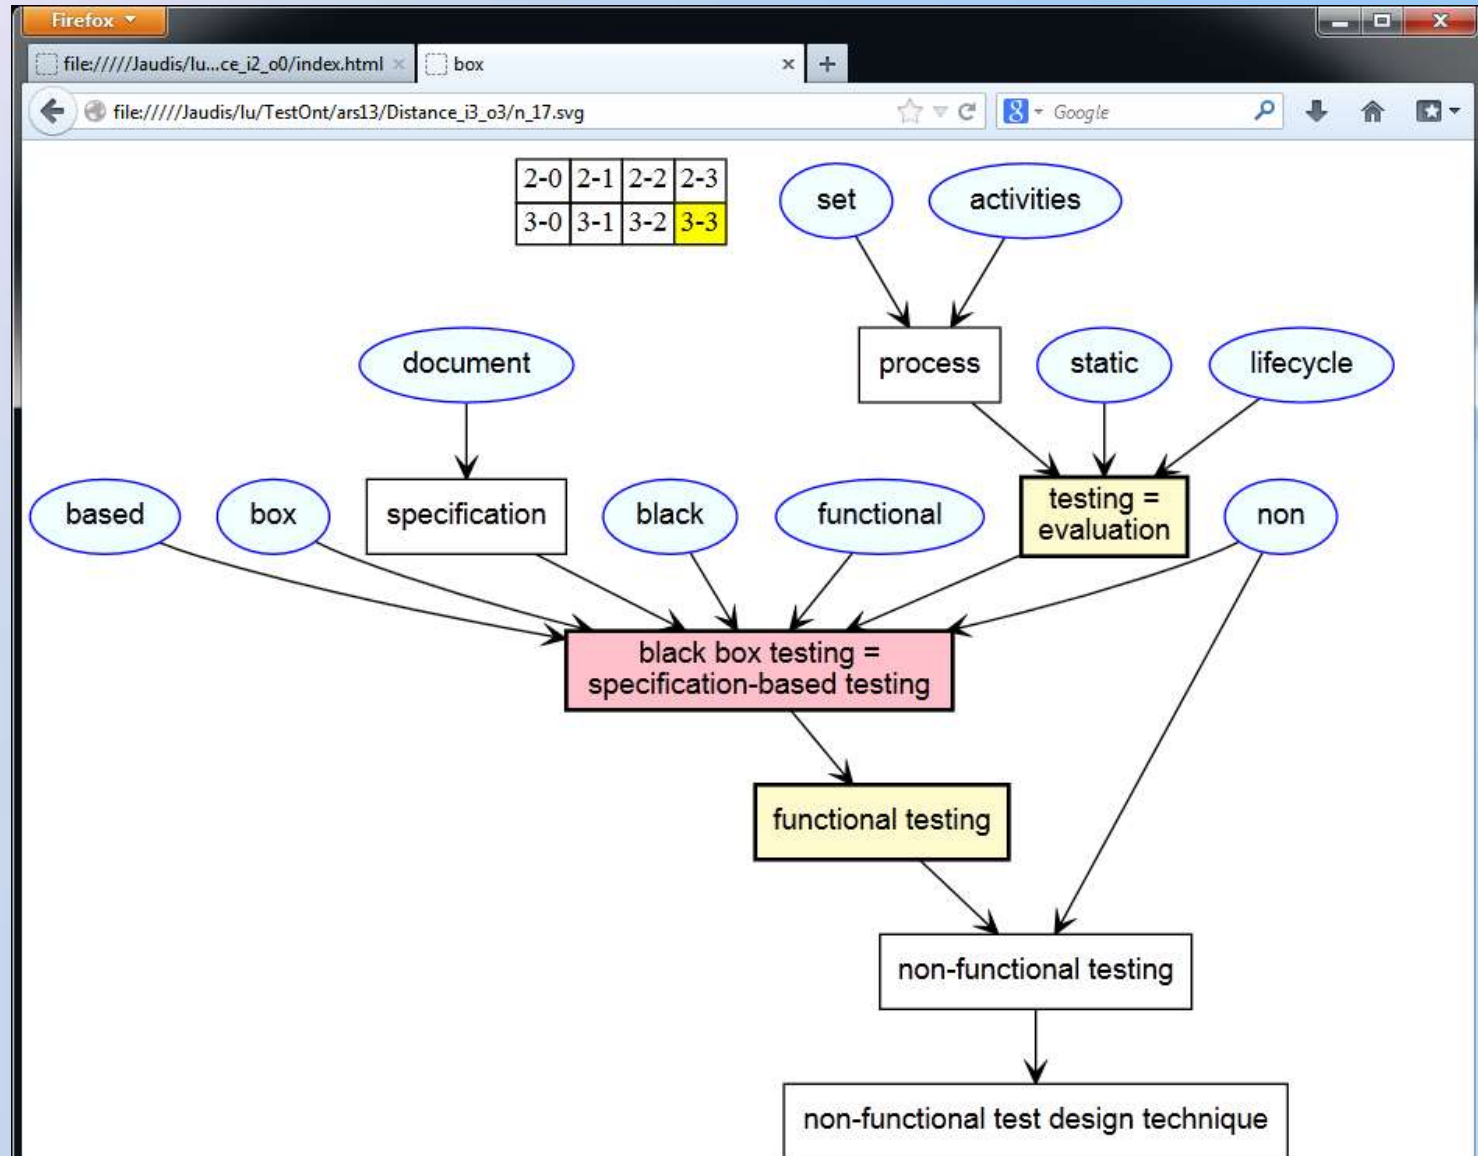 Firefox
file://///Jaudis/lu...ce_i2_o0/index.html
box
file://///Jaudis/lu/TestOnt/ars13/Distance_i3_o3/n_17.svg
Google
2-0 2-1 2-2 2-3
3-0 3-1 3-2 3-3
set
activities
document
process
static
lifecycle
based
box
specification
black
functional
testing =
evaluation
non
black box testing =
specification-based testing
functional testing
non-functional testing
non-functional test design technique